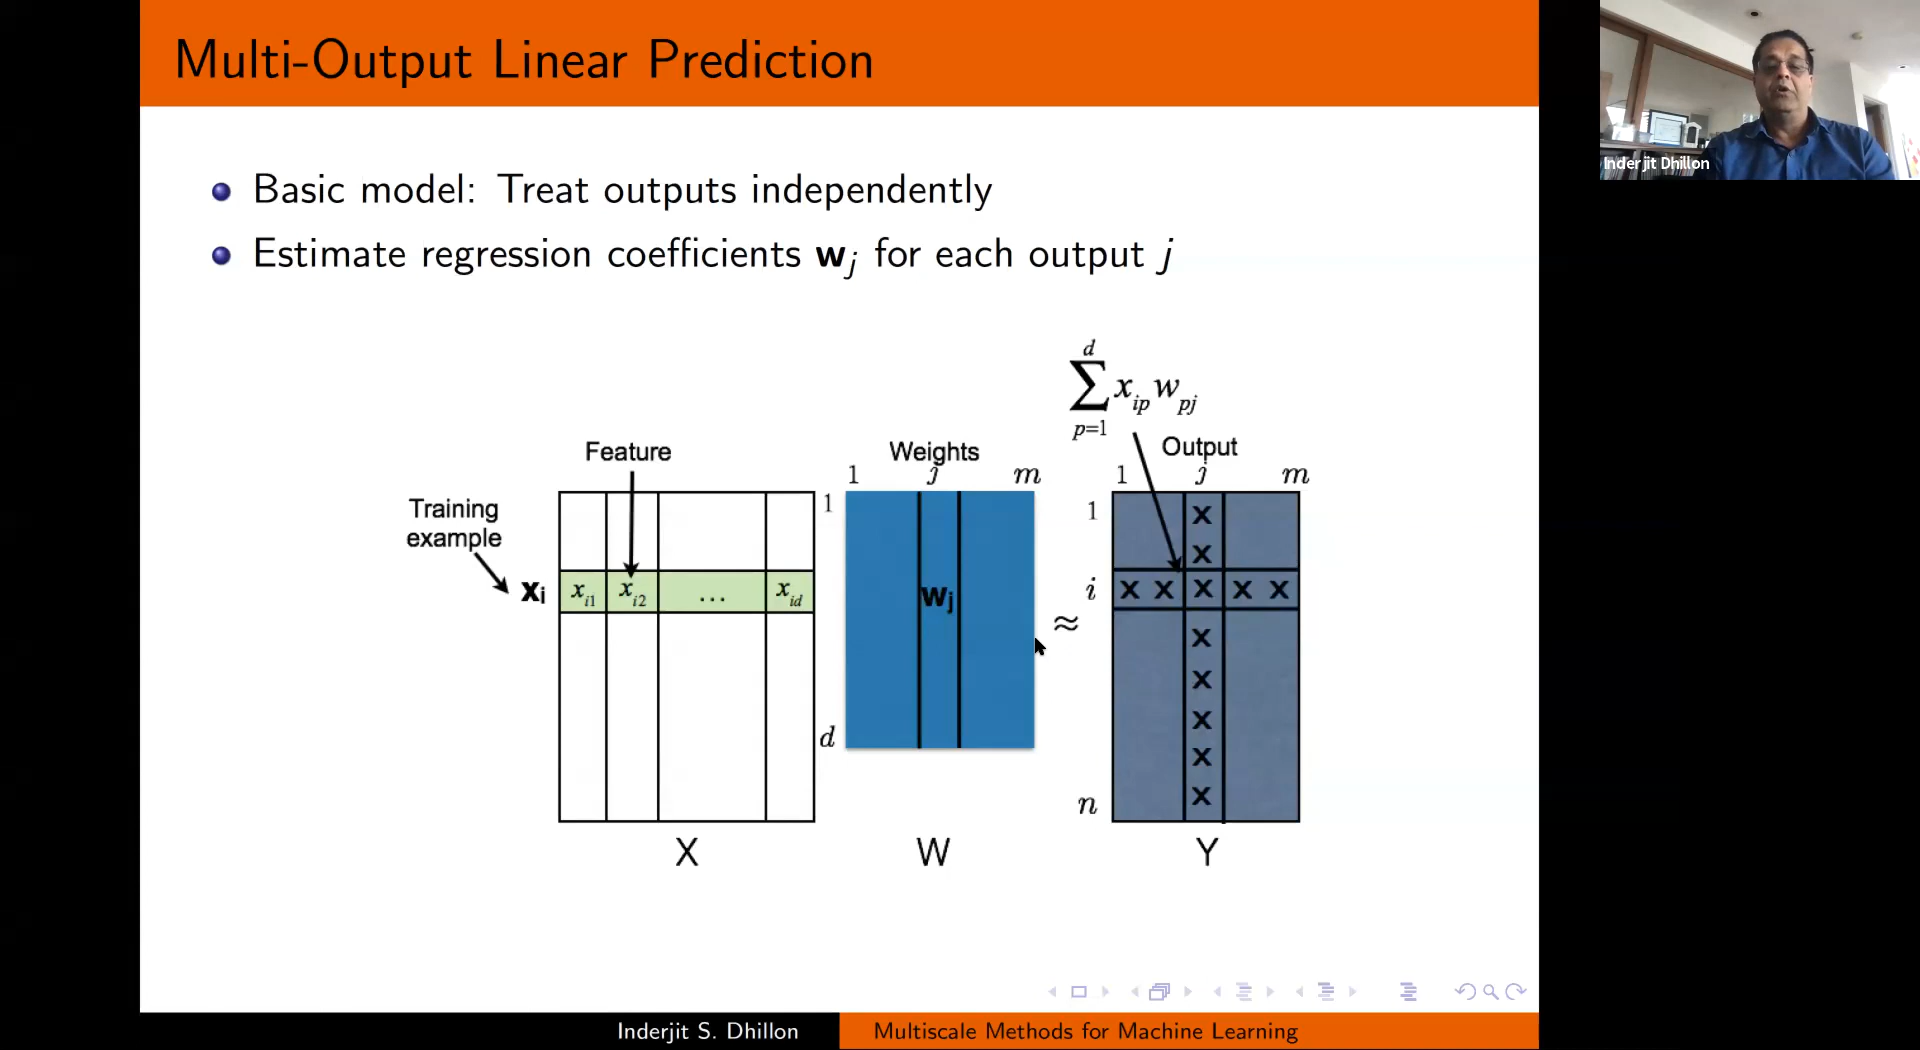 Multi-Output Linear Prediction
Inderjit Dhillon
Basic model: Treat outputs independently
Estimate regression coefficients w_j for each output j
d
∑ x_ip w_pj
p=1
Feature
Weights
Output
1 j m
1 j m
Training
example
1
1
x_i
x_i1 x_i2 ... x_id
w_j
≈
i
x
x
x x x x x
x
x
x
x
x
d
n
X W Y
Inderjit S. Dhillon
Multiscale Methods for Machine Learning